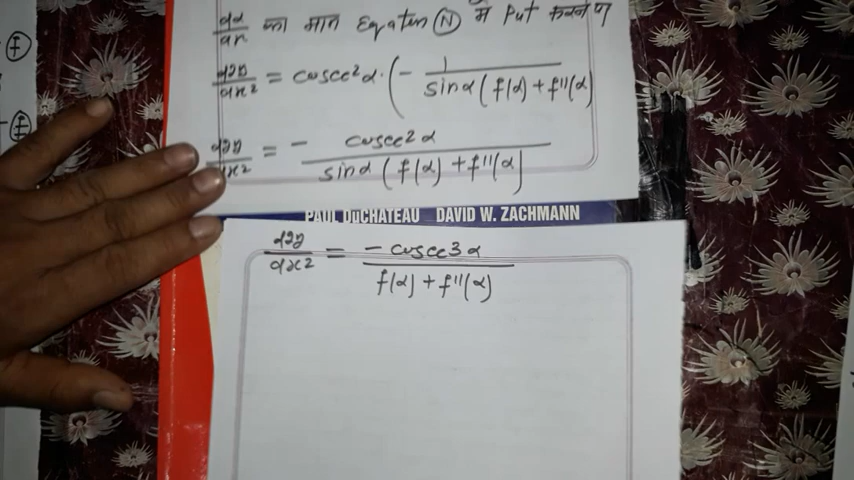 dα/dx का मान Equation (N) में Put करने प
d2y/dx² = cosec²α · (- 1/sinα(f(α) + f''(α)
d2y/dx² = - cosec2α/sinα(f(α) + f''(α)
PAUL DuCHATEAU DAVID W. ZACHMANN
d2y/dx2 = -cosec3α/f(α) + f''(α)